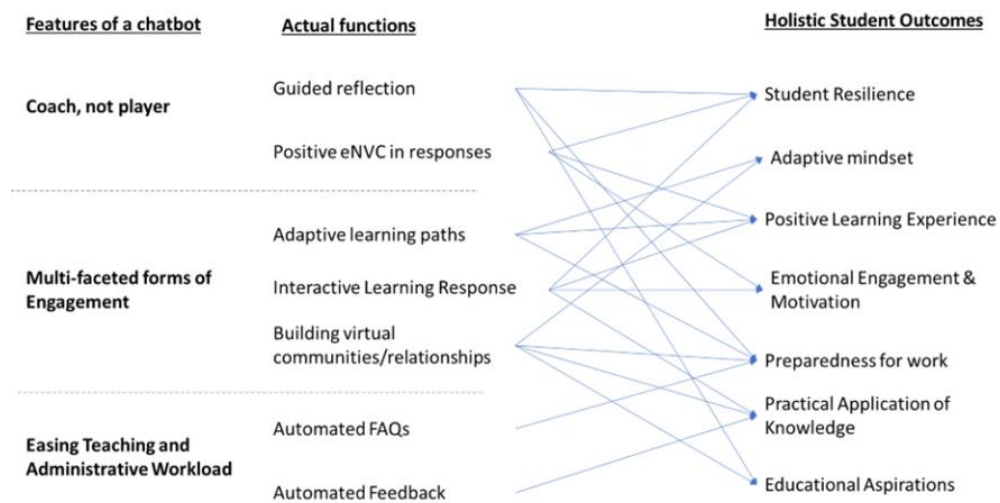 Features of a chatbot
Actual functions
Holistic Student Outcomes
Coach, not player
Guided reflection
Positive eNVC in responses
Multi-faceted forms of
Engagement
Adaptive learning paths
Interactive Learning Response
Building virtual
communities/relationships
Easing Teaching and
Administrative Workload
Automated FAQs
Automated Feedback
Student Resilience
Adaptive mindset
Positive Learning Experience
Emotional Engagement &
Motivation
Preparedness for work
Practical Application of
Knowledge
Educational Aspirations